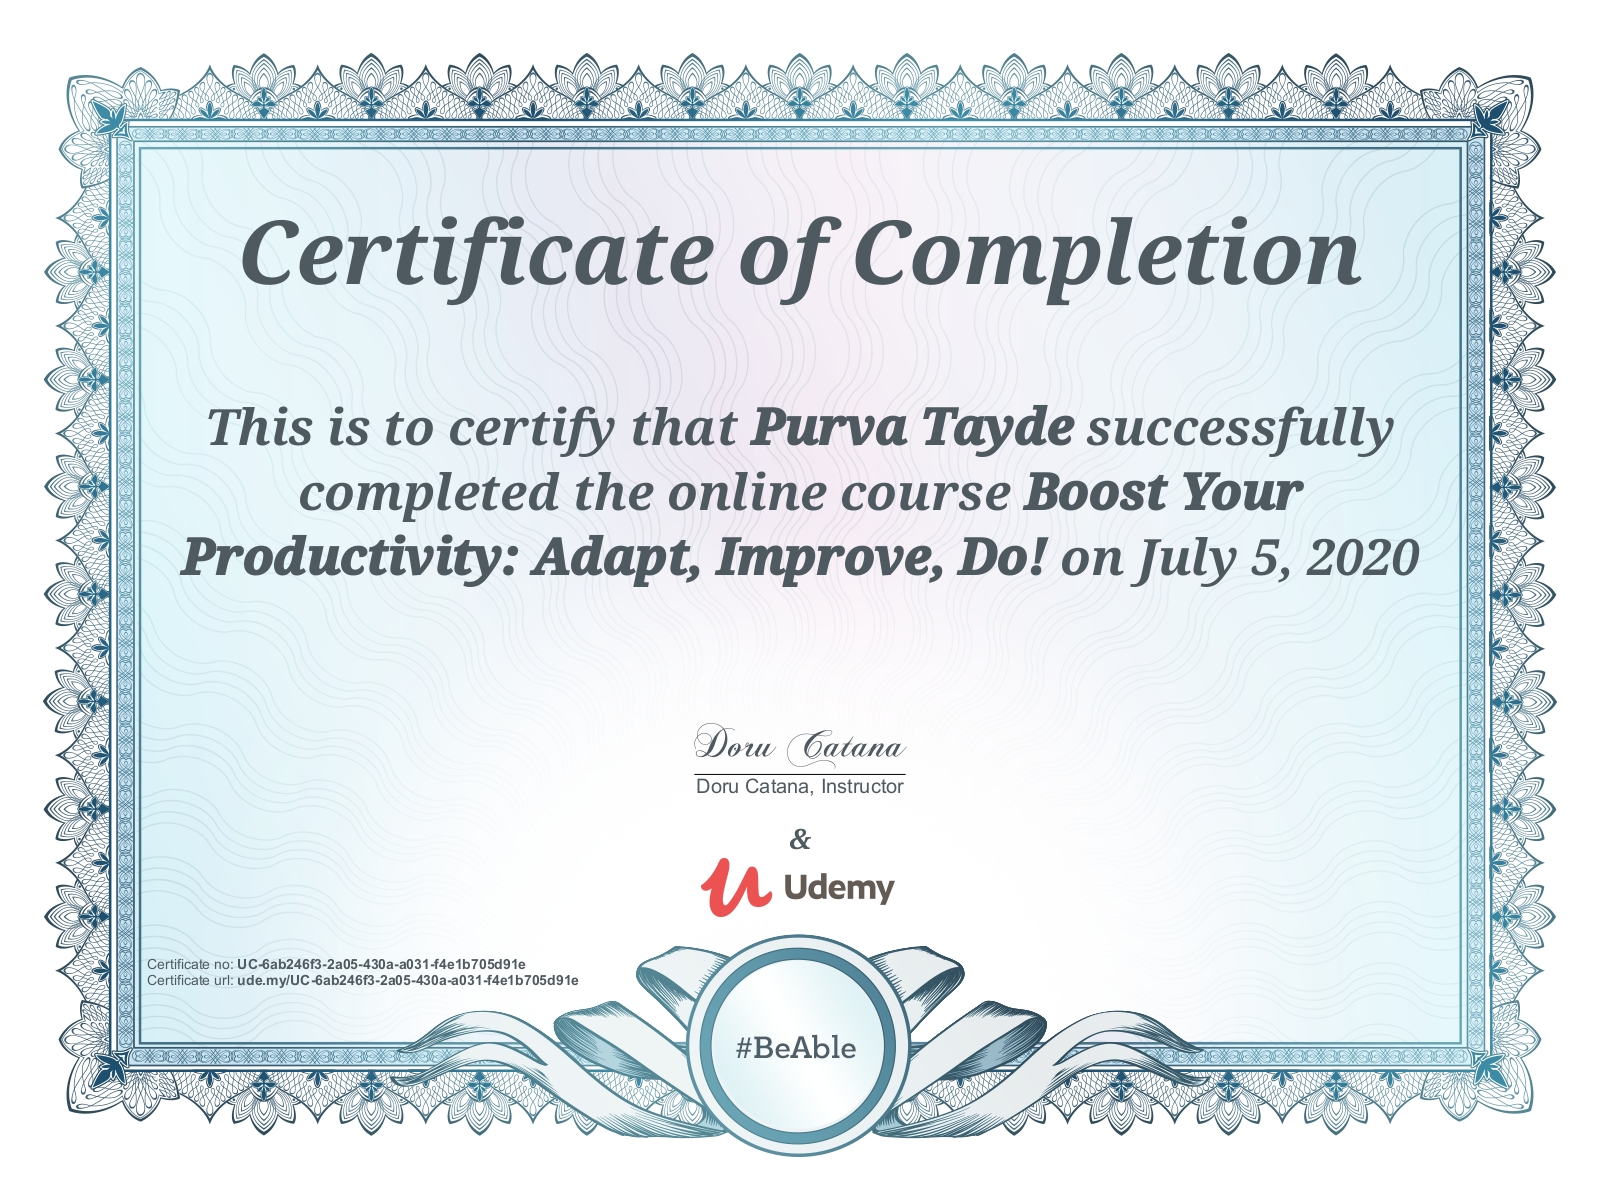 Certificate of Completion
This is to certify that Purva Tayde successfully
completed the online course Boost Your
Productivity: Adapt, Improve, Do! on July 5, 2020
Doru Catana
Doru Catana, Instructor
&
Udemy
Certificate no: UC-6ab246f3-2a05-430a-a031-f4e1b705d91e
Certificate url: ude.my/UC-6ab246f3-2a05-430a-a031-f4e1b705d91e
#BeAble